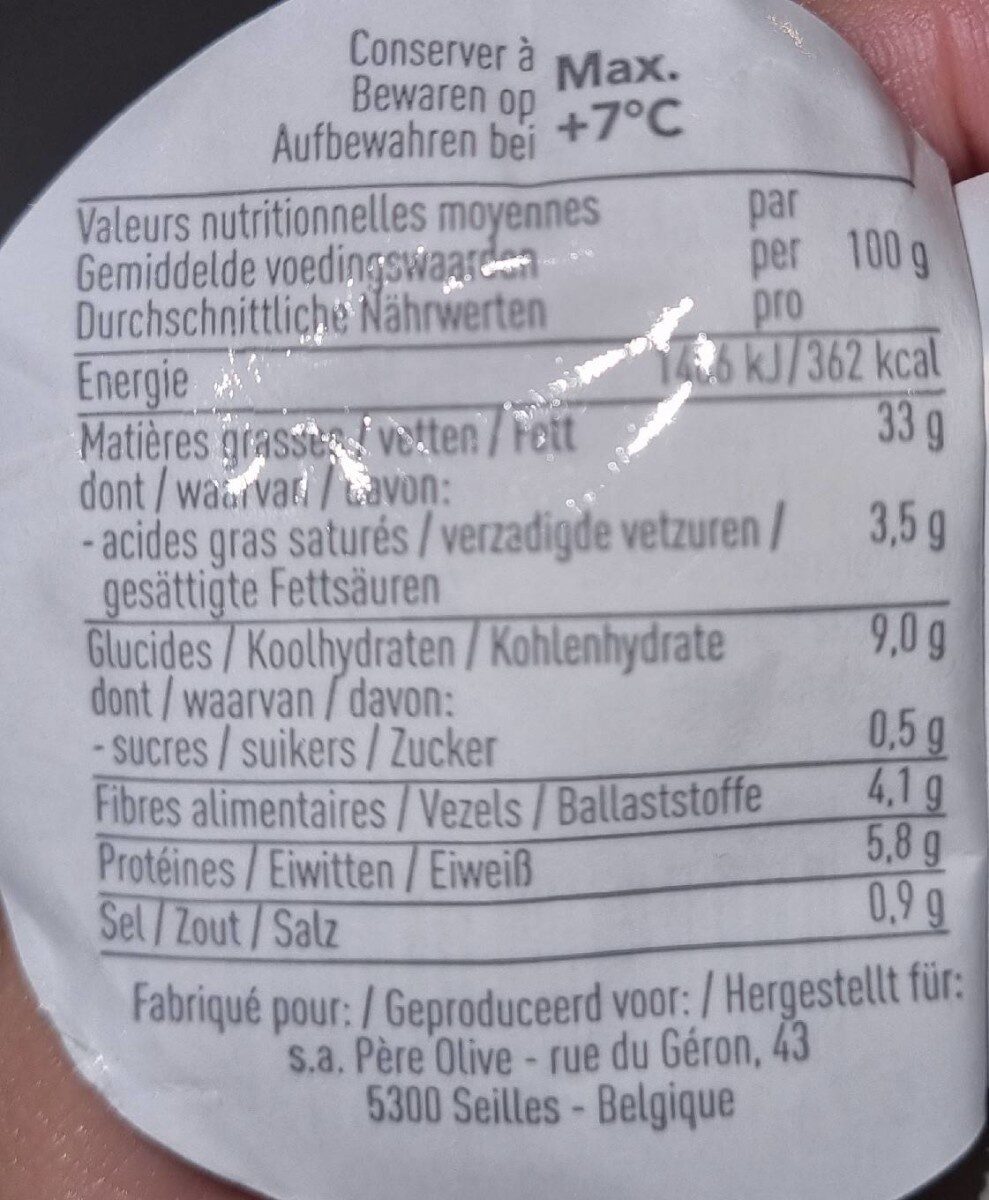 Conserver à
Bewaren op
Aufbewahren bei
Max.
+7°C
Valeurs nutritionnelles moyennes par
Gemiddelde voedingswaarden per 100 g
Durchschnittliche Nährwerten pro
Energie kJ/362 kcal
Matières grasses / vetten / Fett 33 g
dont / waarvan / davon:
- acides gras saturés / verzadigde vetzuren / 3,5 g
gesättigte Fettsäuren
Glucides / Koolhydraten / Kohlenhydrate 9,0 g
dont / waarvan / davon:
- sucres / suikers / Zucker 0,5 g
Fibres alimentaires / Vezels / Ballaststoffe 4,1 g
Protéines / Eiwitten / Eiweiß 5,8 g
Sel / Zout / Salz 0,9 g
Fabriqué pour: / Geproduceerd voor: / Hergestellt für:
s.a. Père Olive - rue du Géron, 43
5300 Seilles - Belgique